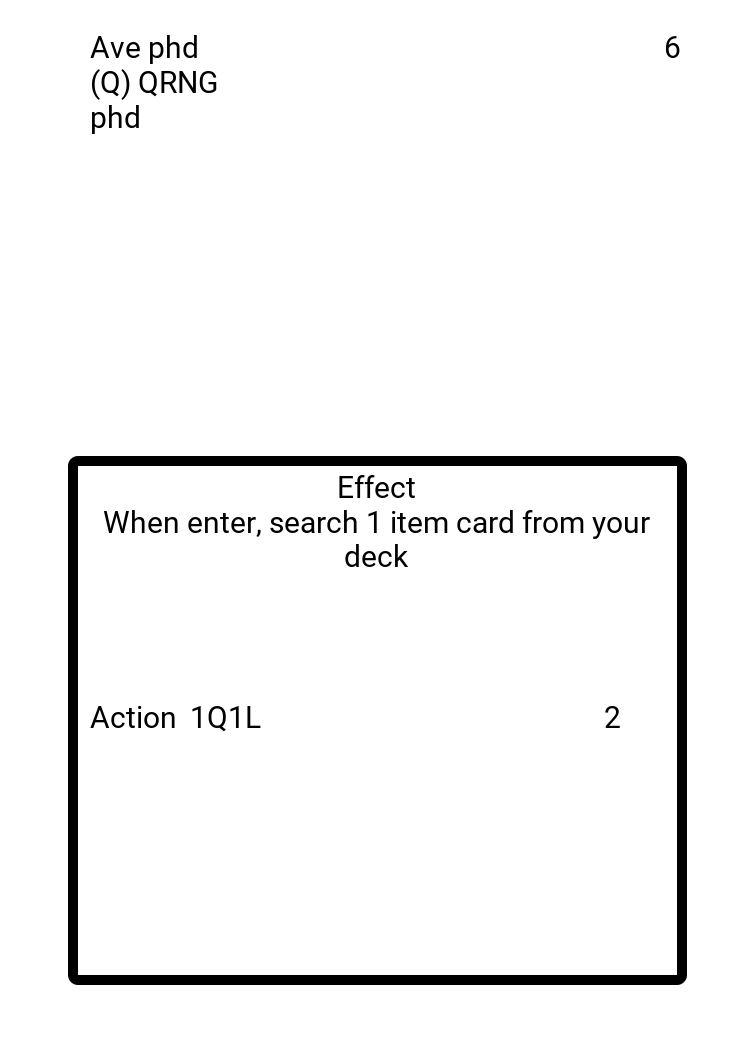 Ave phd 6
(Q) QRNG
phd
Effect
When enter, search 1 item card from your
deck
Action  1Q1L 2